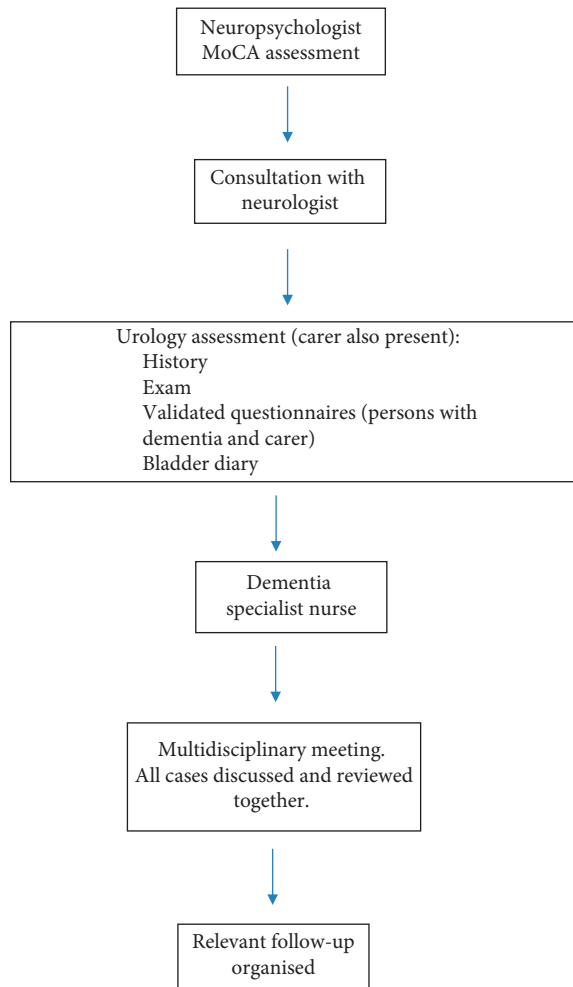 Neuropsychologist
MoCA assessment
Consultation with
neurologist
Urology assessment (carer also present):
History
Exam
Validated questionnaires (persons with
dementia and carer)
Bladder diary
Dementia
specialist nurse
Multidisciplinary meeting.
All cases discussed and reviewed
together.
Relevant follow-up
organised